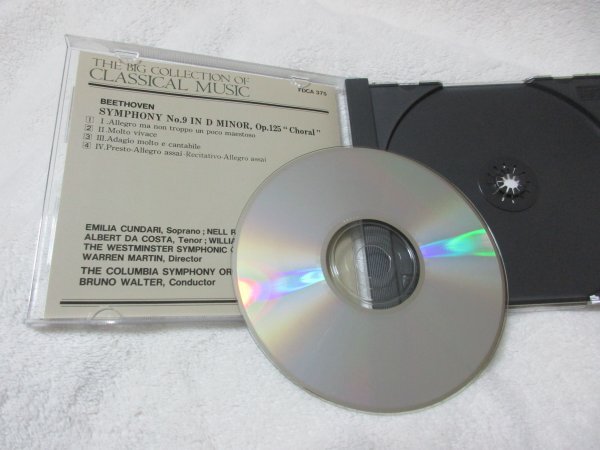 THE BIG COLLECTION OF
CLASSICAL MUSIC
FDCA 375
BEETHOVEN
SYMPHONY No.9 IN D MINOR, Op.125 "Choral"
1 I.Allegro ma non troppo un poco maestoso
2 II.Molto vivace
3 III.Adagio molto e cantabile
4 IV.Presto-Allegro assai-Recitativo-Allegro assai
EMILIA CUNDARI, Soprano; NELL
ALBERT DA COSTA, Tenor; WILLIA
THE WESTMINSTER SYMPHONIC
WARREN MARTIN, Director
THE COLUMBIA SYMPHONY OR
BRUNO WALTER, Conductor